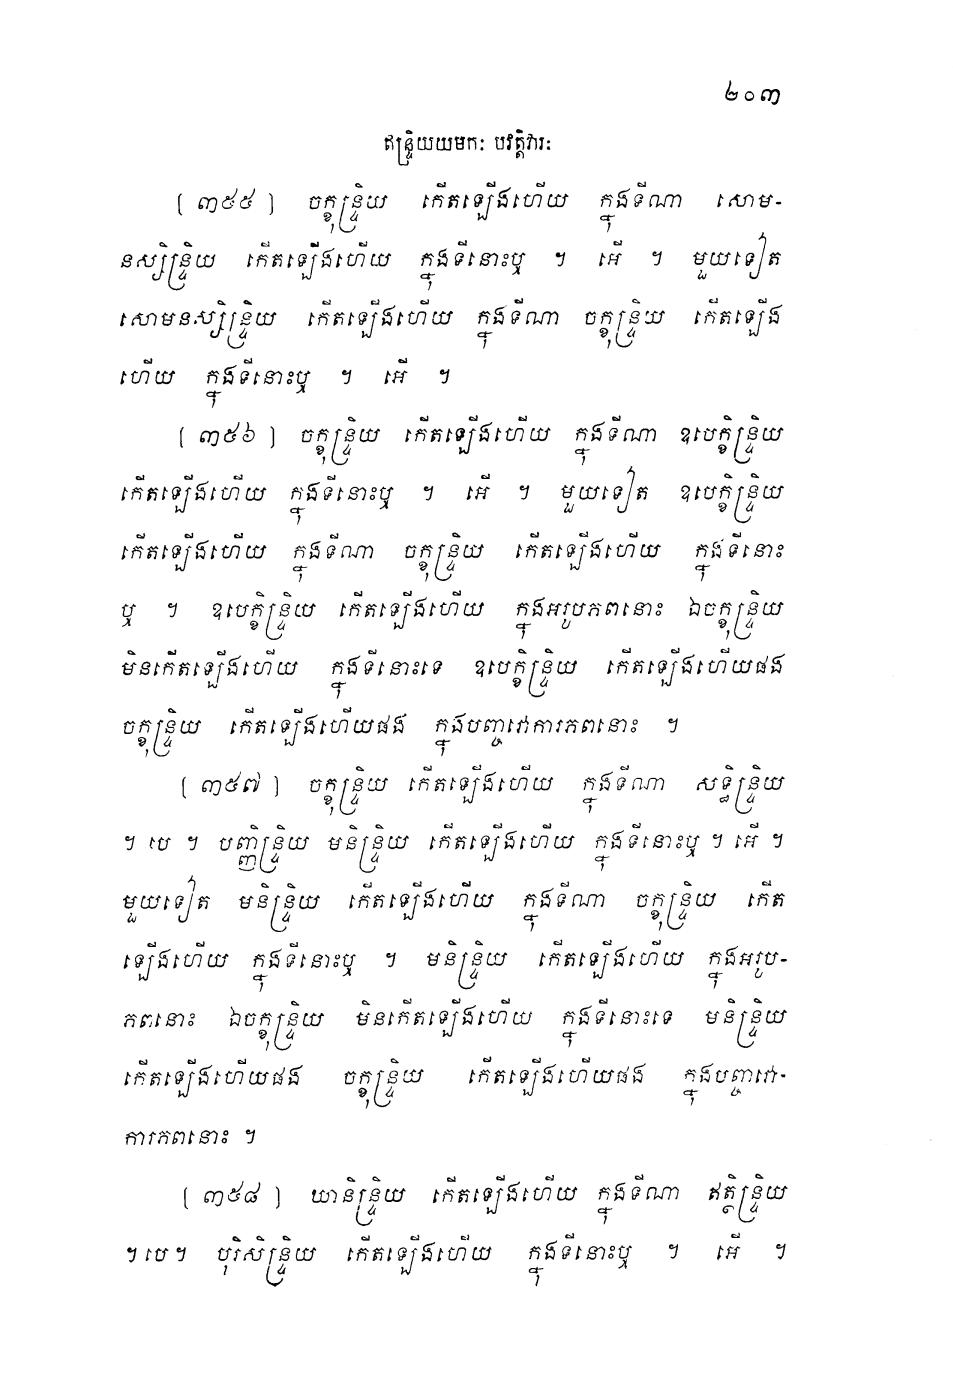 ២០៣
ឥន្ទ្រិយយមក: បវត្តិវារ:
[ ៣៥៥ ] ចក្ខុន្ទ្រិយ កើតឡើងហើយ ក្នុងទីណា សោម-
នស្សិន្ទ្រិយ កើតឡើងហើយ ក្នុងទីនោះឬ ។ អើ ។ មួយទៀត
សោមនស្សិន្ទ្រិយ កើតឡើងហើយ ក្នុងទីណា ចក្ខុន្ទ្រិយ កើតឡើង
ហើយ ក្នុងទីនោះឬ ។ អើ ។
[ ៣៥៦ ] ចក្ខុន្ទ្រិយ កើតឡើងហើយ ក្នុងទីណា ឧបេក្ខិន្ទ្រិយ
កើតឡើងហើយ ក្នុងទីនោះឬ ។ អើ ។ មួយទៀត ឧបេក្ខិន្ទ្រិយ
កើតឡើងហើយ ក្នុងទីណា ចក្ខុន្ទ្រិយ កើតឡើងហើយ ក្នុងទីនោះ
ឬ ។ ឧបេក្ខិន្ទ្រិយ កើតឡើងហើយ ក្នុងអរូបភពនោះ ឯចក្ខុន្ទ្រិយ
មិនកើតឡើងហើយ ក្នុងទីនោះទេ ឧបេក្ខិន្ទ្រិយ កើតឡើងហើយផង
ចក្ខុន្ទ្រិយ កើតឡើងហើយផង ក្នុងបញ្ចវោការភពនោះ ។
[ ៣៥៧ ] ចក្ខុន្ទ្រិយ កើតឡើងហើយ ក្នុងទីណា សទ្ធិន្ទ្រិយ
។ បេ ។ បញ្ញិន្ទ្រិយ មនិន្ទ្រិយ កើតឡើងហើយ ក្នុងទីនោះឬ ។ អើ ។
មួយទៀត មនិន្ទ្រិយ កើតឡើងហើយ ក្នុងទីណា ចក្ខុន្ទ្រិយ កើត
ឡើងហើយ ក្នុងទីនោះឬ ។ មនិន្ទ្រិយ កើតឡើងហើយ ក្នុងអរូប-
ភពនោះ ឯចក្ខុន្ទ្រិយ មិនកើតឡើងហើយ ក្នុងទីនោះទេ មនិន្ទ្រិយ
កើតឡើងហើយផង ចក្ខុន្ទ្រិយ កើតឡើងហើយផង ក្នុងបញ្ចវោ-
ការភពនោះ ។
[ ៣៥៨ ] ឃានិន្ទ្រិយ កើតឡើងហើយ ក្នុងទីណា ឥត្ថិន្ទ្រិយ
។ បេ ។ បុរិសិន្ទ្រិយ កើតឡើងហើយ ក្នុងទីនោះឬ ។ អើ ។